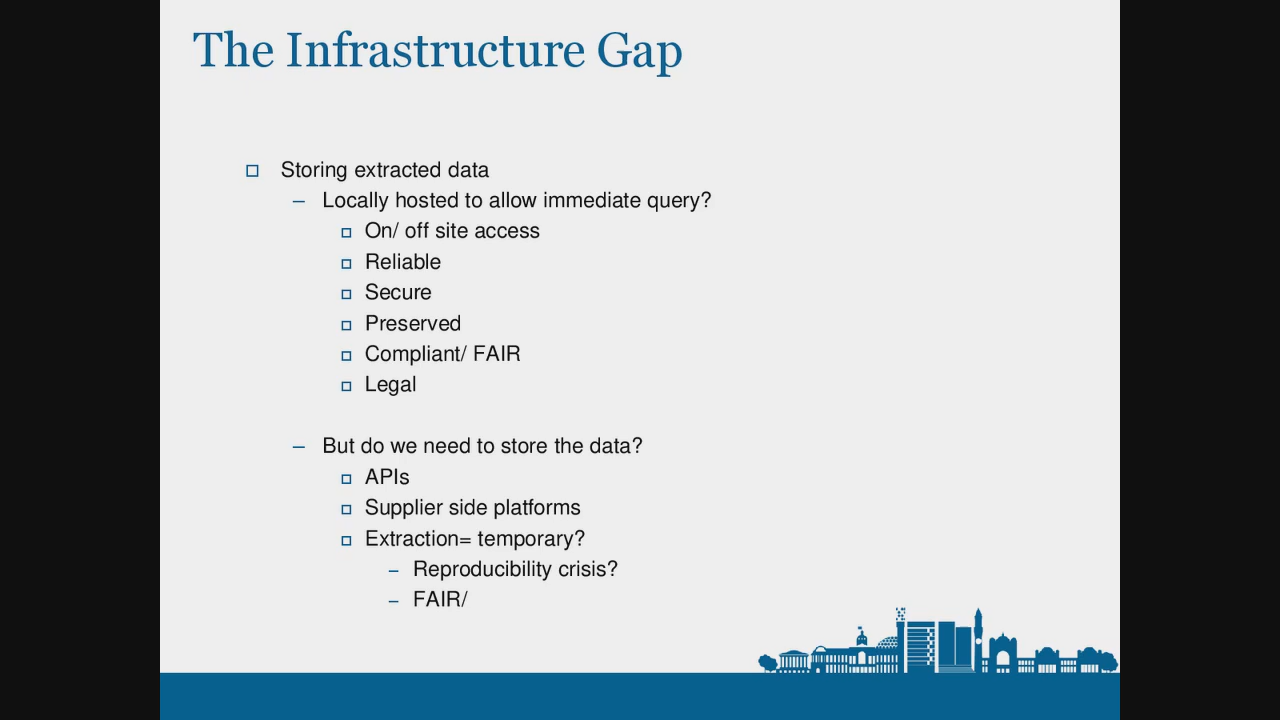 The Infrastructure Gap
Storing extracted data
– Locally hosted to allow immediate query?
On/ off site access
Reliable
Secure
Preserved
Compliant/ FAIR
Legal
– But do we need to store the data?
APIs
Supplier side platforms
Extraction= temporary?
– Reproducibility crisis?
– FAIR/